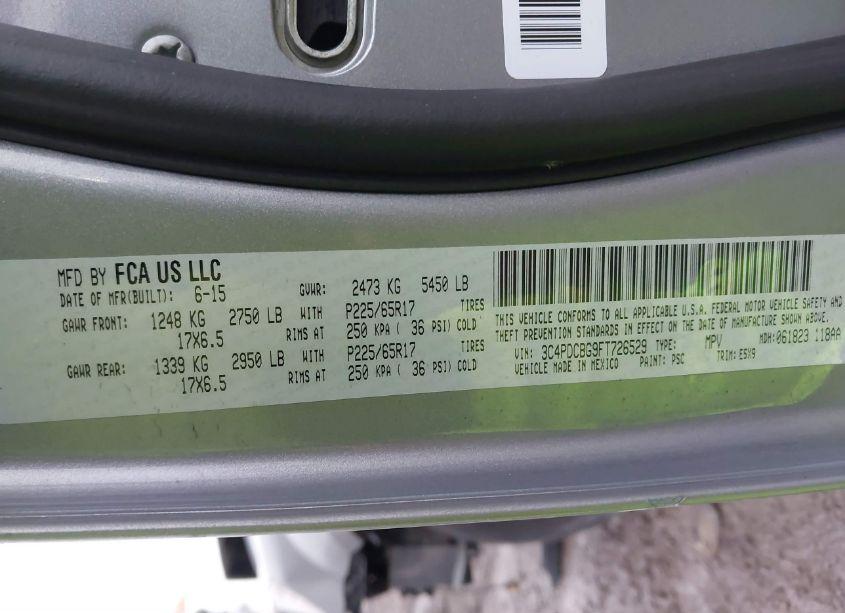 MFD BY FCA US LLC
DATE OF MFR(BUILT): 6-15 GVWR: 2473 KG 5450 LB
GAWR FRONT: 1248 KG 2750 LB WITH P225/65R17 TIRES
17X6.5 RIMS AT 250 KPA( 36 PSI) COLD
GAWR REAR: 1339 KG 2950 LB WITH P225/65R17 TIRES
17X6.5 RIMS AT 250 KPA( 36 PSI) COLD
THIS VEHICLE CONFORMS TO ALL APPLICABLE U.S.A. FEDERAL MOTOR VEHICLE SAFETY AND
THEFT PREVENTION STANDARDS IN EFFECT ON THE DATE OF MANUFACTURE SHOWN ABOVE.
VIN: 3C4PDCBG9FT726529 TYPE: MPV MDH: 061823 118AA
VEHICLE MADE IN MEXICO PAINT: PSC TRIM: E5X9